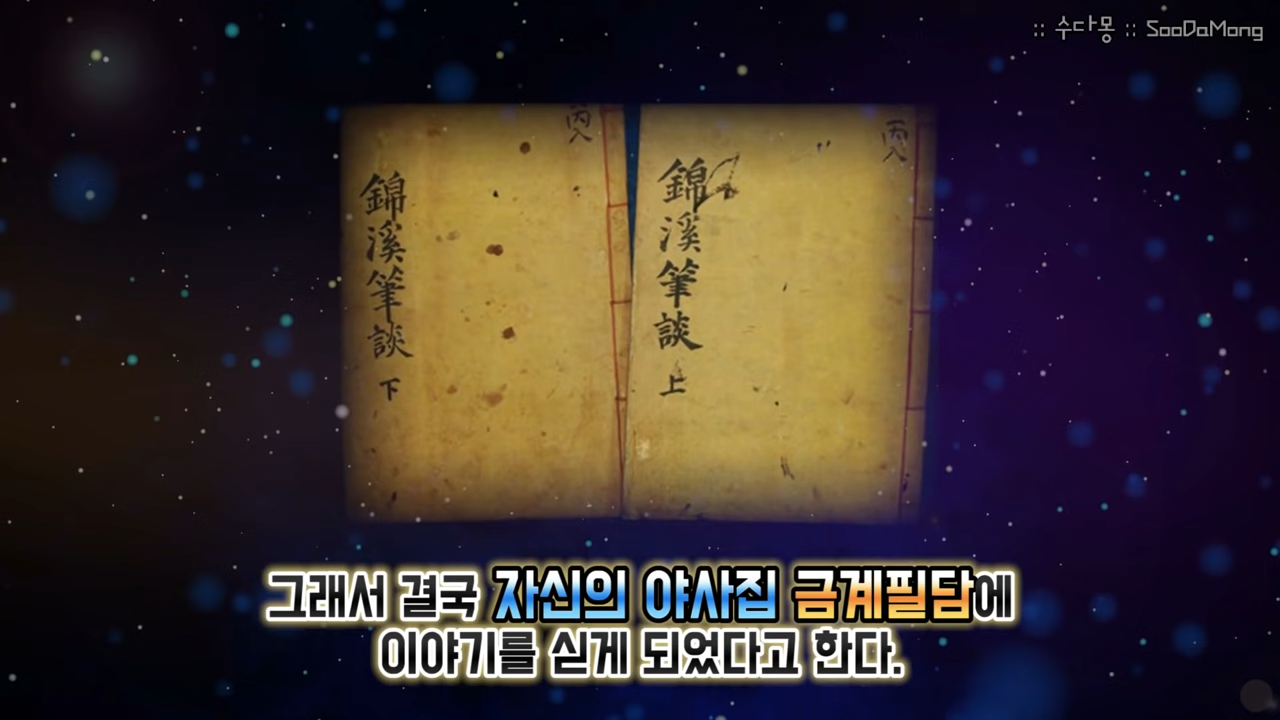 :: 수다몽 :: SooDaMong
丙入
丙入
錦溪筆談 上
錦溪筆談 下
그래서 결국 자신의 야사집 금계필담에
이야기를 싣게 되었다고 한다.